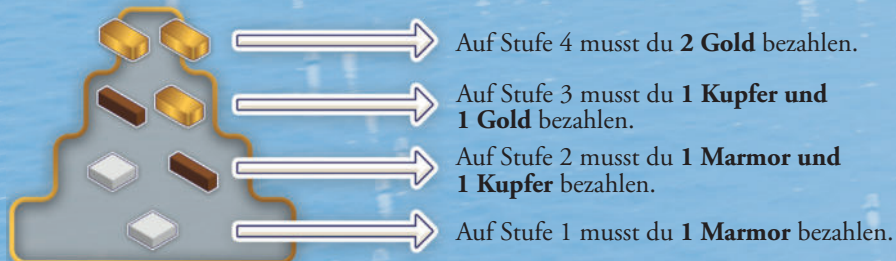 Auf Stufe 4 musst du 2 Gold bezahlen.
Auf Stufe 3 musst du 1 Kupfer und
1 Gold bezahlen.
Auf Stufe 2 musst du 1 Marmor und
1 Kupfer bezahlen.
Auf Stufe 1 musst du 1 Marmor bezahlen.